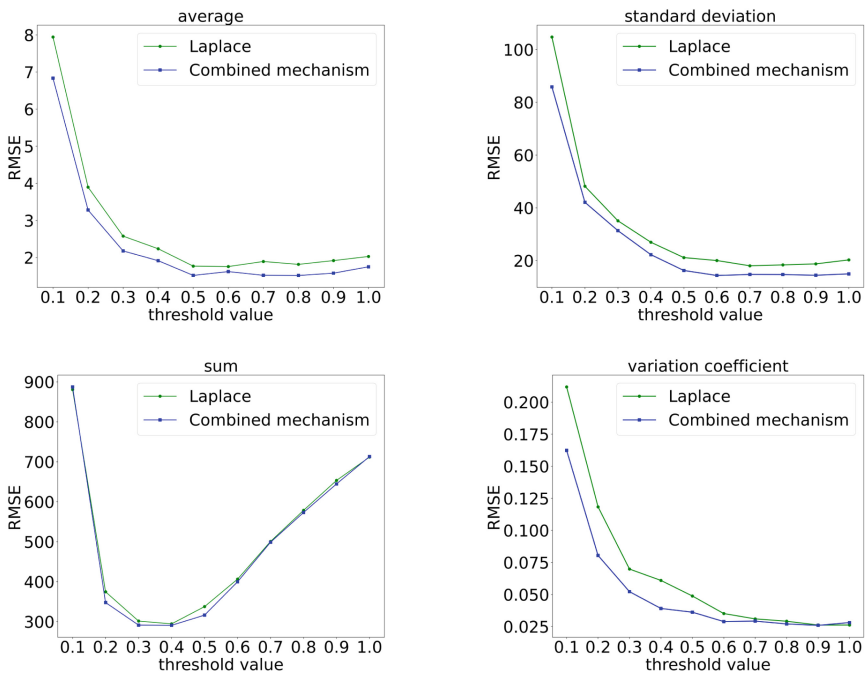 average
Laplace
Combined mechanism
RMSE
8
7
6
5
4
3
2
0.1 0.2 0.3 0.4 0.5 0.6 0.7 0.8 0.9 1.0
threshold value
standard deviation
Laplace
Combined mechanism
RMSE
100
80
60
40
20
0.1 0.2 0.3 0.4 0.5 0.6 0.7 0.8 0.9 1.0
threshold value
sum
Laplace
Combined mechanism
RMSE
900
800
700
600
500
400
300
0.1 0.2 0.3 0.4 0.5 0.6 0.7 0.8 0.9 1.0
threshold value
variation coefficient
Laplace
Combined mechanism
RMSE
0.200
0.175
0.150
0.125
0.100
0.075
0.050
0.025
0.1 0.2 0.3 0.4 0.5 0.6 0.7 0.8 0.9 1.0
threshold value